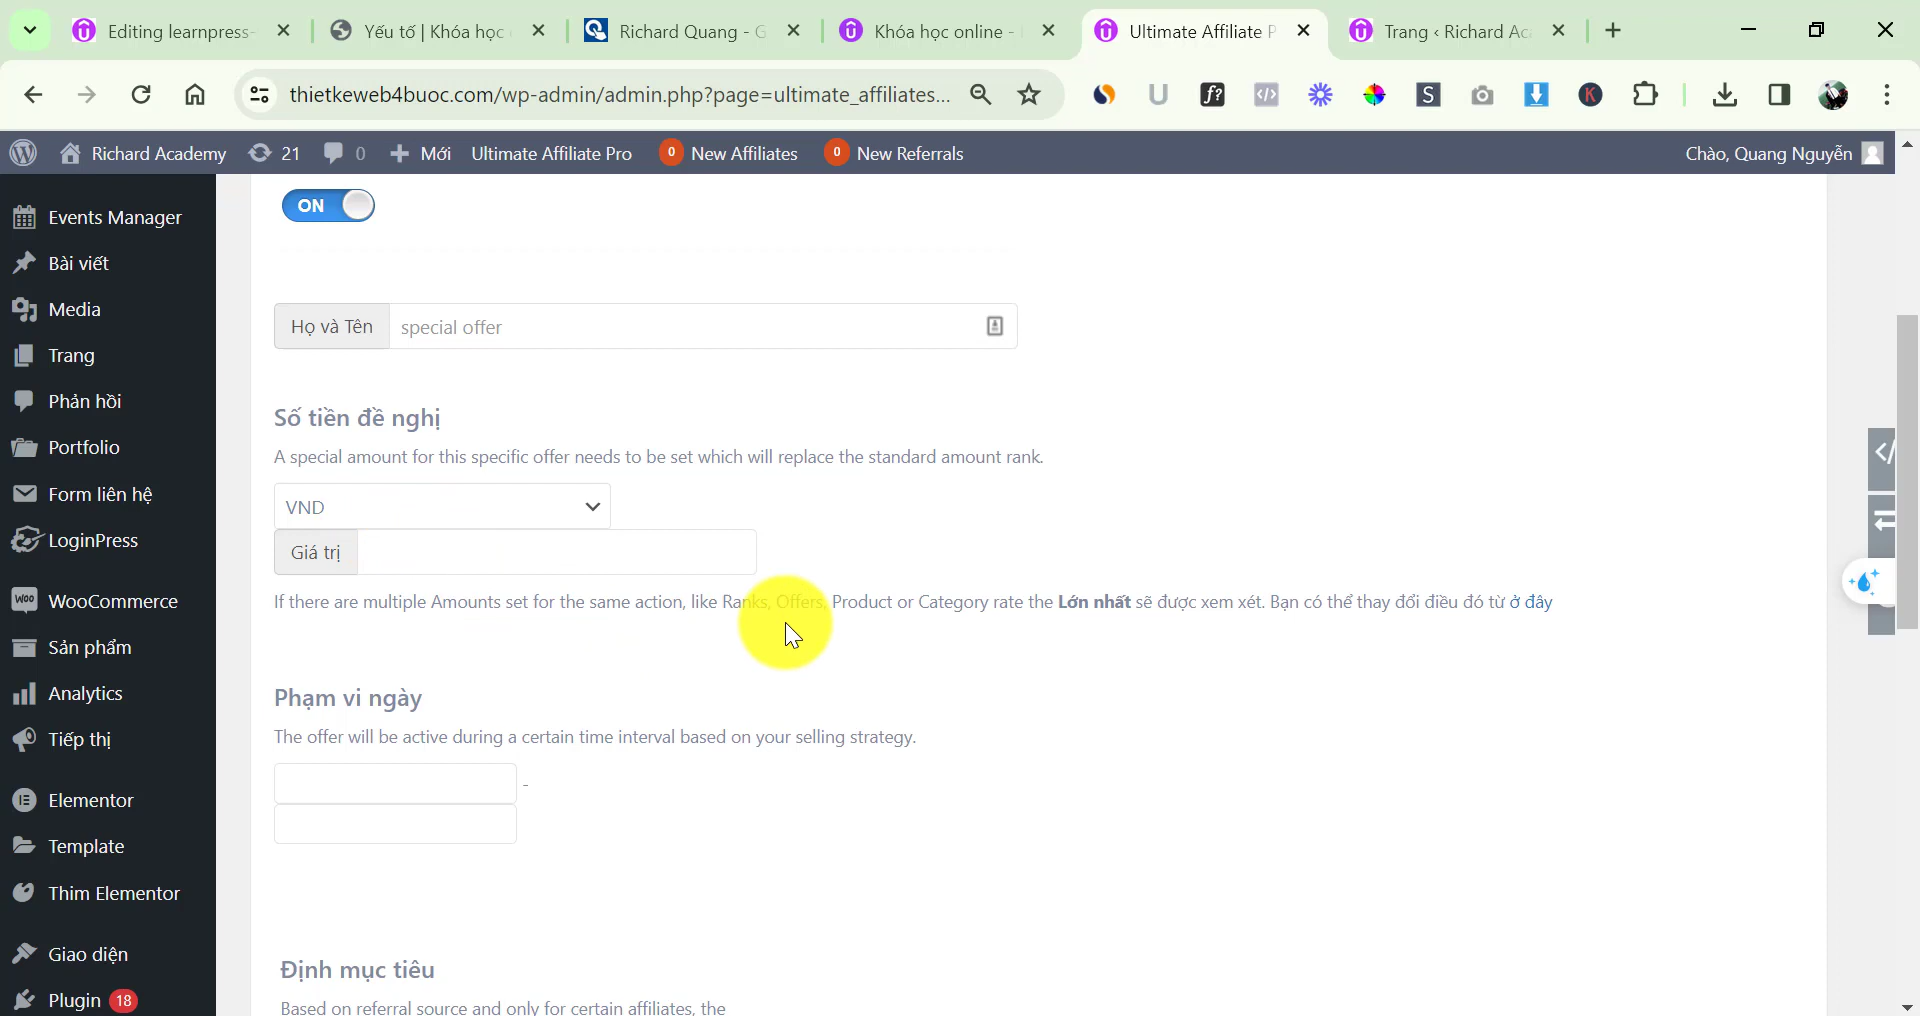 Editing learnpress-
Yếu tố | Khóa học
Richard Quang - G
Khóa học online -
Ultimate Affiliate P
Trang ‹ Richard Aca
thietkeweb4buoc.com/wp-admin/admin.php?page=ultimate_affiliates...
Richard Academy
21
0
Mới
Ultimate Affiliate Pro
0 New Affiliates
0 New Referrals
Chào, Quang Nguyễn
Events Manager
Bài viết
Media
Trang
Phản hồi
Portfolio
Form liên hệ
LoginPress
WooCommerce
Sản phẩm
Analytics
Tiếp thị
Elementor
Template
Thim Elementor
Giao diện
Plugin 18
ON
Họ và Tên
special offer
Số tiền đề nghị
A special amount for this specific offer needs to be set which will replace the standard amount rank.
VND
Giá trị
If there are multiple Amounts set for the same action, like Ranks, Offers, Product or Category rate the Lớn nhất sẽ được xem xét. Bạn có thể thay đổi điều đó từ ở đây
Phạm vi ngày
The offer will be active during a certain time interval based on your selling strategy.
-
Định mục tiêu
Based on referral source and only for certain affiliates, the